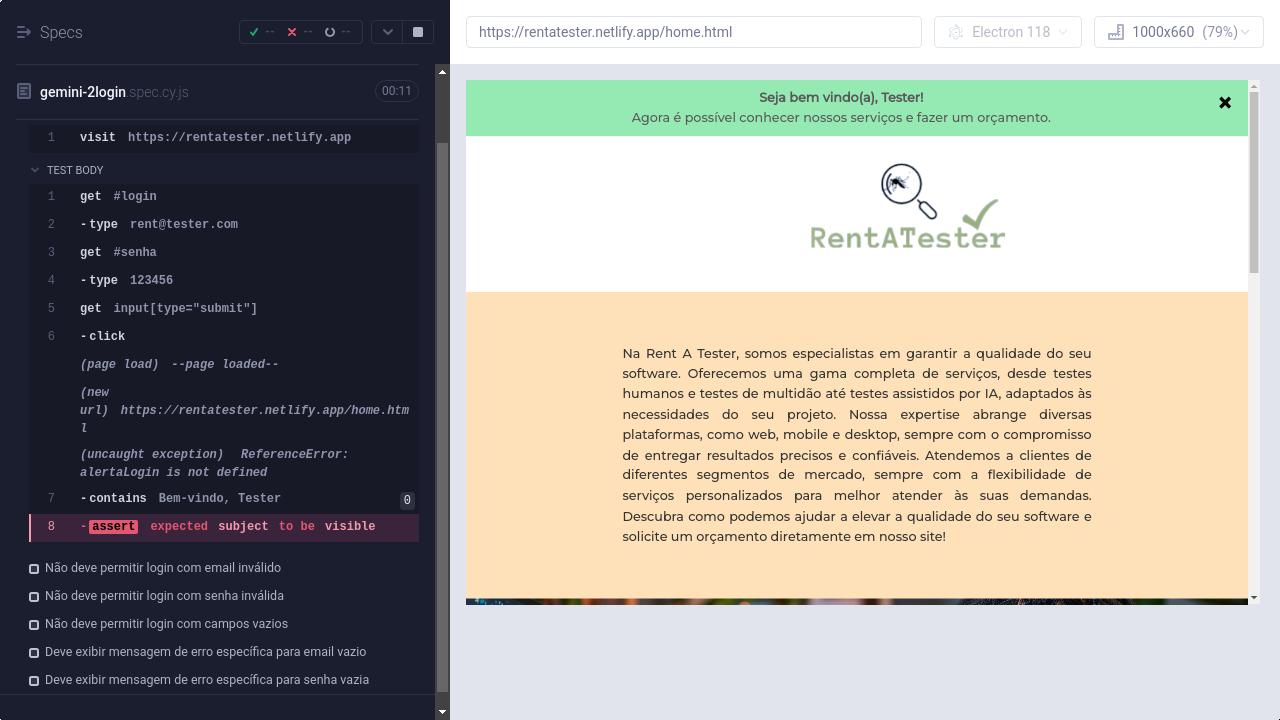 Specs
--
--
--
https://rentatester.netlify.app/home.html
Electron 118
1000x660 (79%)
gemini-2login.spec.cy.js
00:11
1 visit https://rentatester.netlify.app
TEST BODY
1 get #login
2 -type rent@tester.com
3 get #senha
4 -type 123456
5 get input[type="submit"]
6 -click
(page load) --page loaded--
(new
url) https://rentatester.netlify.app/home.htm
l
(uncaught exception) ReferenceError:
alertaLogin is not defined
7 -contains Bem-vindo, Tester 0
8 -assert expected subject to be visible
Não deve permitir login com email inválido
Não deve permitir login com senha inválida
Não deve permitir login com campos vazios
Deve exibir mensagem de erro específica para email vazio
Deve exibir mensagem de erro específica para senha vazia
Seja bem vindo(a), Tester!
Agora é possível conhecer nossos serviços e fazer um orçamento.
RentATester
Na Rent A Tester, somos especialistas em garantir a qualidade do seu
software. Oferecemos uma gama completa de serviços, desde testes
humanos e testes de multidão até testes assistidos por IA, adaptados às
necessidades do seu projeto. Nossa expertise abrange diversas
plataformas, como web, mobile e desktop, sempre com o compromisso
de entregar resultados precisos e confiáveis. Atendemos a clientes de
diferentes segmentos de mercado, sempre com a flexibilidade de
serviços personalizados para melhor atender às suas demandas.
Descubra como podemos ajudar a elevar a qualidade do seu software e
solicite um orçamento diretamente em nosso site!